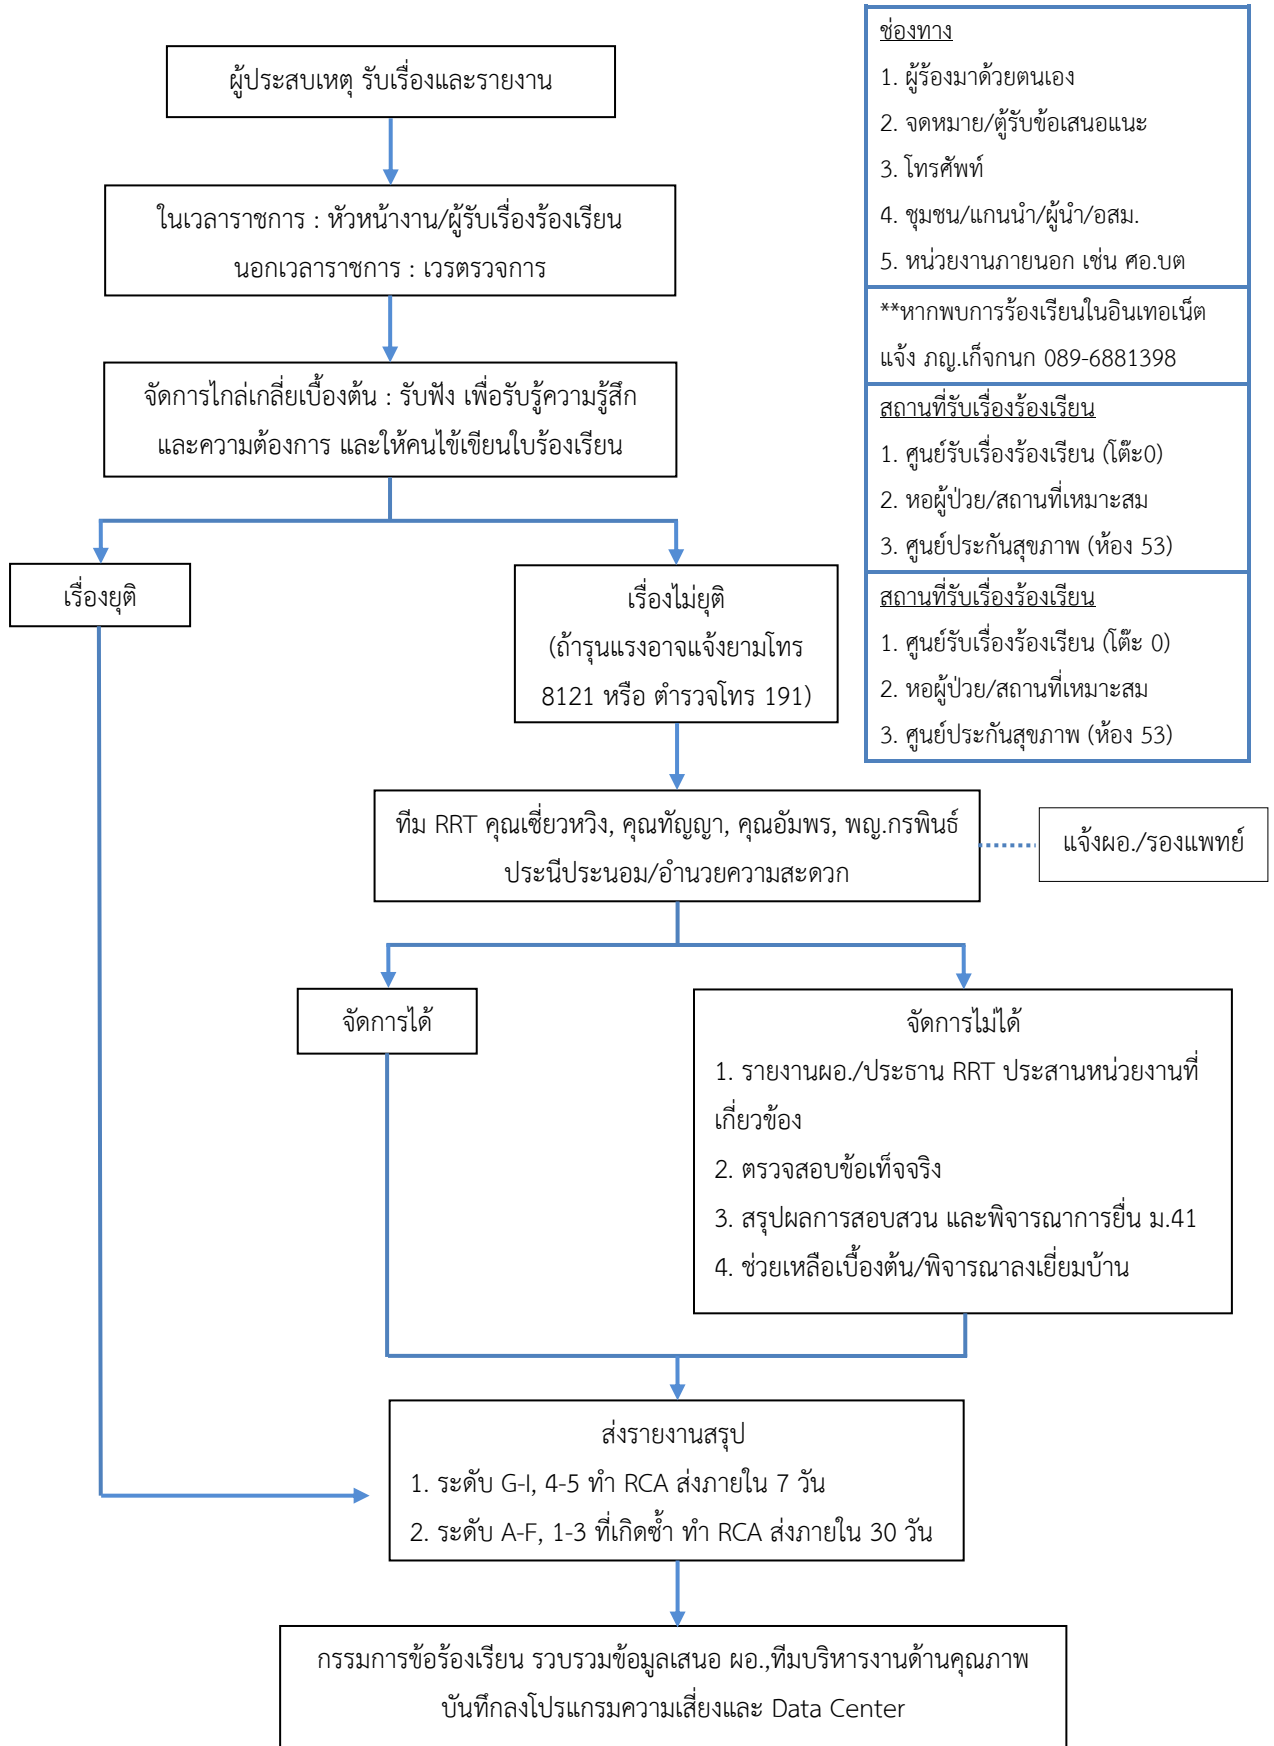 ผู้ประสบเหตุ รับเรื่องและรายงาน
ในเวลาราชการ : หัวหน้างาน/ผู้รับเรื่องร้องเรียน
นอกเวลาราชการ : เวรตรวจการ
จัดการไกล่เกลี่ยเบื้องต้น : รับฟัง เพื่อรับรู้ความรู้สึก
และความต้องการ และให้คนไข้เขียนใบร้องเรียน
เรื่องยุติ
เรื่องไม่ยุติ
(ถ้ารุนแรงอาจแจ้งยามโทร
8121 หรือ ตำรวจโทร 191)
ช่องทาง
1. ผู้ร้องมาด้วยตนเอง
2. จดหมาย/ตู้รับข้อเสนอแนะ
3. โทรศัพท์
4. ชุมชน/แกนนำ/ผู้นำ/อสม.
5. หน่วยงานภายนอก เช่น ศอ.บต
**หากพบการร้องเรียนในอินเทอเน็ต
แจ้ง ภญ.เก็จกนก 089-6881398
สถานที่รับเรื่องร้องเรียน
1. ศูนย์รับเรื่องร้องเรียน (โต๊ะ0)
2. หอผู้ป่วย/สถานที่เหมาะสม
3. ศูนย์ประกันสุขภาพ (ห้อง 53)
สถานที่รับเรื่องร้องเรียน
1. ศูนย์รับเรื่องร้องเรียน (โต๊ะ 0)
2. หอผู้ป่วย/สถานที่เหมาะสม
3. ศูนย์ประกันสุขภาพ (ห้อง 53)
ทีม RRT คุณเซี่ยวหวิง, คุณทัญญา, คุณอัมพร, พญ.กรพินธ์
ประนีประนอม/อำนวยความสะดวก
แจ้งผอ./รองแพทย์
จัดการได้
จัดการไม่ได้
1. รายงานผอ./ประธาน RRT ประสานหน่วยงานที่
เกี่ยวข้อง
2. ตรวจสอบข้อเท็จจริง
3. สรุปผลการสอบสวน และพิจารณาการยื่น ม.41
4. ช่วยเหลือเบื้องต้น/พิจารณาลงเยี่ยมบ้าน
ส่งรายงานสรุป
1. ระดับ G-I, 4-5 ทำ RCA ส่งภายใน 7 วัน
2. ระดับ A-F, 1-3 ที่เกิดซ้ำ ทำ RCA ส่งภายใน 30 วัน
กรรมการข้อร้องเรียน รวบรวมข้อมูลเสนอ ผอ.,ทีมบริหารงานด้านคุณภาพ
บันทึกลงโปรแกรมความเสี่ยงและ Data Center